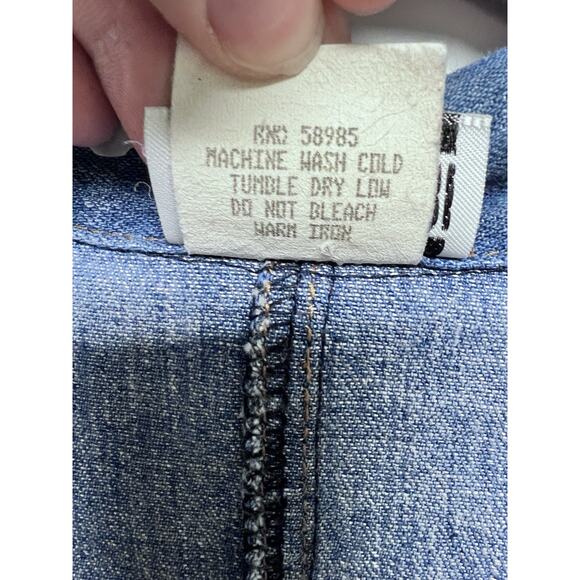 RN# 58985
MACHINE WASH COLD
TUMBLE DRY LOW
DO NOT BLEACH
WARM IRON